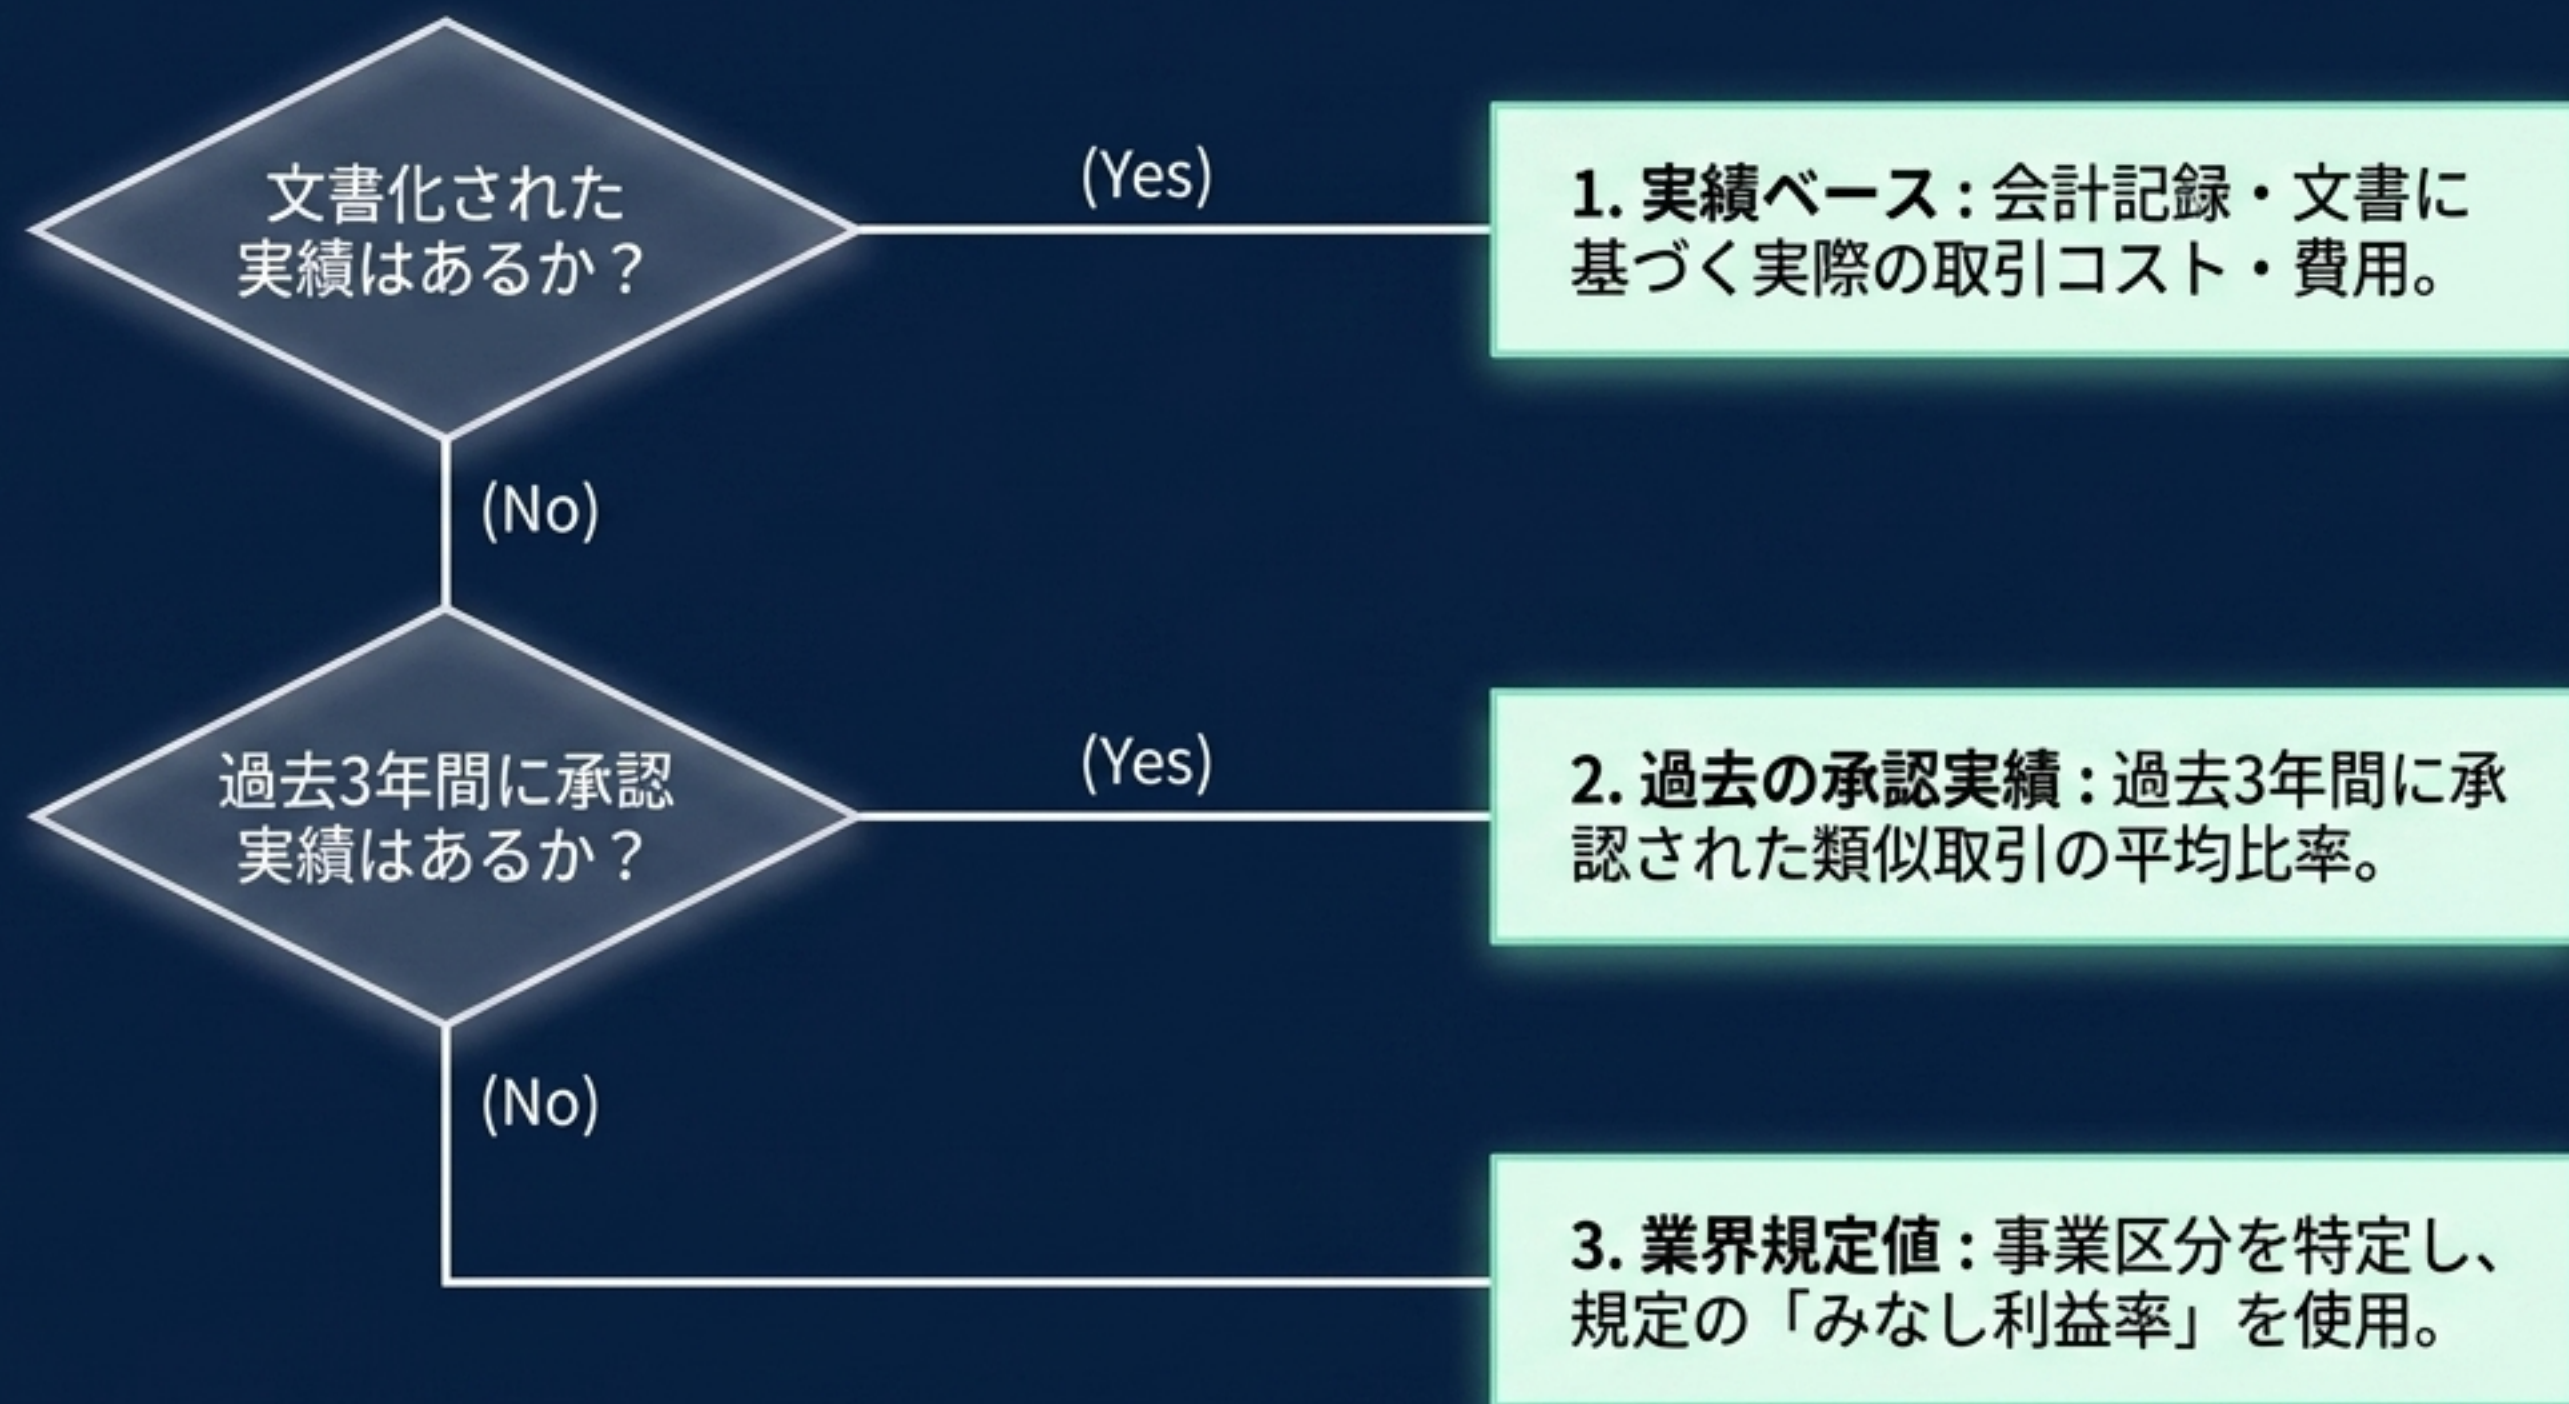 文書化された
実績はあるか？
(Yes)
1. 実績ベース：会計記録・文書に
基づく実際の取引コスト・費用。
(No)
過去3年間に承認
実績はあるか？
(Yes)
2. 過去の承認実績：過去3年間に承
認された類似取引の平均比率。
(No)
3. 業界規定値：事業区分を特定し、
規定の「みなし利益率」を使用。